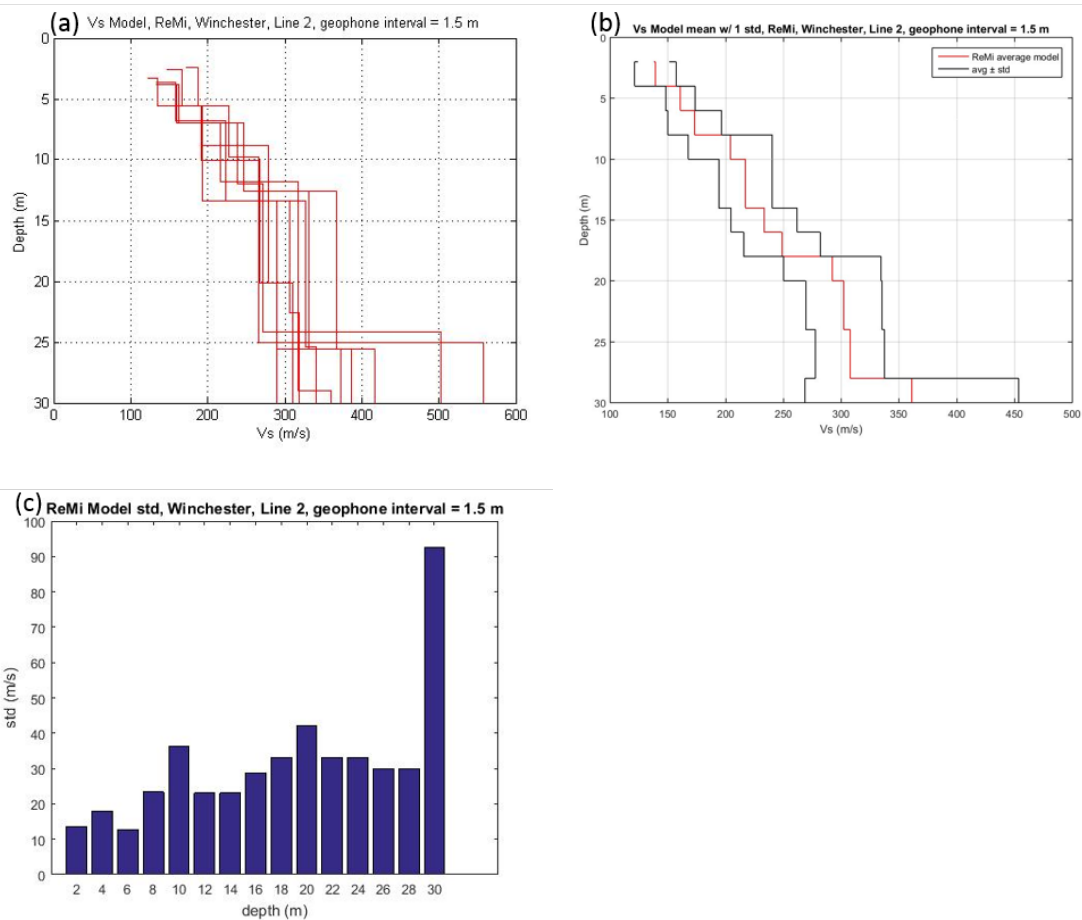 (a)
Vs Model, ReMi, Winchester, Line 2, geophone interval = 1.5 m
0
5
10
15
20
25
30
Depth (m)
0 100 200 300 400 500 600
Vs (m/s)
(b)
Vs Model mean w/ 1 std, ReMi, Winchester, Line 2, geophone interval = 1.5 m
ReMi average model
avg ± std
0
5
10
15
20
25
30
Depth (m)
100 150 200 250 300 350 400 450 500
Vs (m/s)
(c)
ReMi Model std, Winchester, Line 2, geophone interval = 1.5 m
100
90
80
70
60
50
40
30
20
10
0
std (m/s)
2 4 6 8 10 12 14 16 18 20 22 24 26 28 30
depth (m)